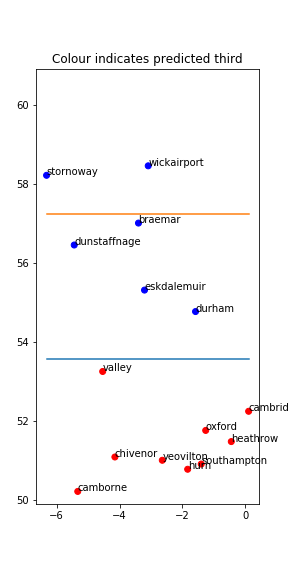 Colour indicates predicted third
60
wickairport
stornoway
58
braemar
dunstaffnage
56
eskdalemuir
durham
54
valley
cambrid
52
oxford
heathrow
chivenor
yeovilton
southampton
hurn
camborne
50
−6 −4 −2 0